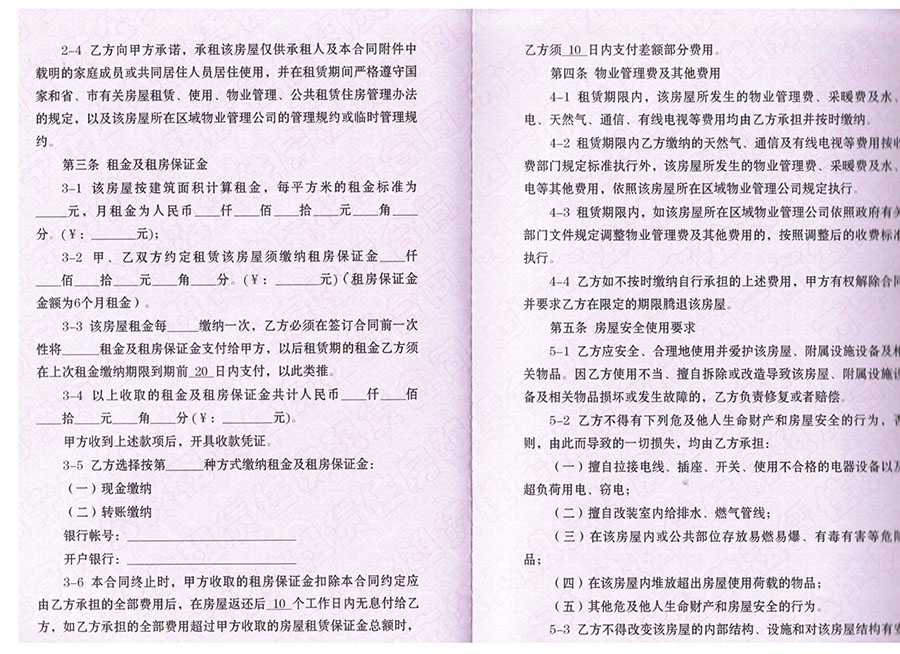 2-4 乙方向甲方承诺，承租该房屋仅供承租人及本合同附件中
载明的家庭成员或共同居住人员居住使用，并在租赁期间严格遵守国
家和省、市有关房屋租赁、使用、物业管理、公共租赁住房管理办法
的规定，以及该房屋所在区域物业管理公司的管理规约或临时管理规
约。
第三条 租金及租房保证金
3-1 该房屋按建筑面积计算租金，每平方米的租金标准为
____元，月租金为人民币___仟___佰___拾___元___角___
分。(￥：______元)；
3-2 甲、乙双方约定租赁该房屋须缴纳租房保证金___仟
___佰___拾___元___角___分。(￥：______元)（租房保证金
金额为6个月租金）。
3-3 该房屋租金每____缴纳一次，乙方必须在签订合同前一次
性将_____租金及租房保证金支付给甲方，以后租赁期的租金乙方须
在上次租金缴纳期限到期前 20 日内支付，以此类推。
3-4 以上收取的租金及租房保证金共计人民币___仟___佰
___拾___元___角___分(￥：______元)。
甲方收到上述款项后，开具收款凭证。
3-5 乙方选择按第_____种方式缴纳租金及租房保证金：
（一）现金缴纳
（二）转账缴纳
银行帐号：____________________
开户银行：____________________
3-6 本合同终止时，甲方收取的租房保证金扣除本合同约定应
由乙方承担的全部费用后，在房屋返还后 10 个工作日内无息付给乙
方，如乙方承担的全部费用超过甲方收取的房屋租赁保证金总额时，
乙方须 10 日内支付差额部分费用。
第四条 物业管理费及其他费用
4-1 租赁期限内，该房屋所发生的物业管理费、采暖费及水、
电、天然气、通信、有线电视等费用均由乙方承担并按时缴纳。
4-2 租赁期限内乙方缴纳的天然气、通信及有线电视等费用按收
费部门规定标准执行外，该房屋所发生的物业管理费、采暖费及水、
电等其他费用，依照该房屋所在区域物业管理公司规定执行。
4-3 租赁期限内，如该房屋所在区域物业管理公司依照政府有关
部门文件规定调整物业管理费及其他费用的，按照调整后的收费标准
执行。
4-4 乙方如不按时缴纳自行承担的上述费用，甲方有权解除合同
并要求乙方在限定的期限腾退该房屋。
第五条 房屋安全使用要求
5-1 乙方应安全、合理地使用并爱护该房屋、附属设施设备及相
关物品。因乙方使用不当、擅自拆除或改造导致该房屋、附属设施设
备及相关物品损坏或发生故障的，乙方负责修复或者赔偿。
5-2 乙方不得有下列危及他人生命财产和房屋安全的行为，否
则，由此而导致的一切损失，均由乙方承担：
（一）擅自拉接电线、插座、开关、使用不合格的电器设备以及
超负荷用电、窃电；
（二）擅自改装室内给排水、燃气管线；
（三）在该房屋内或公共部位存放易燃易爆、有毒有害等危险
品；
（四）在该房屋内堆放超出房屋使用荷载的物品；
（五）其他危及他人生命财产和房屋安全的行为。
5-3 乙方不得改变该房屋的内部结构、设施和对该房屋结构有